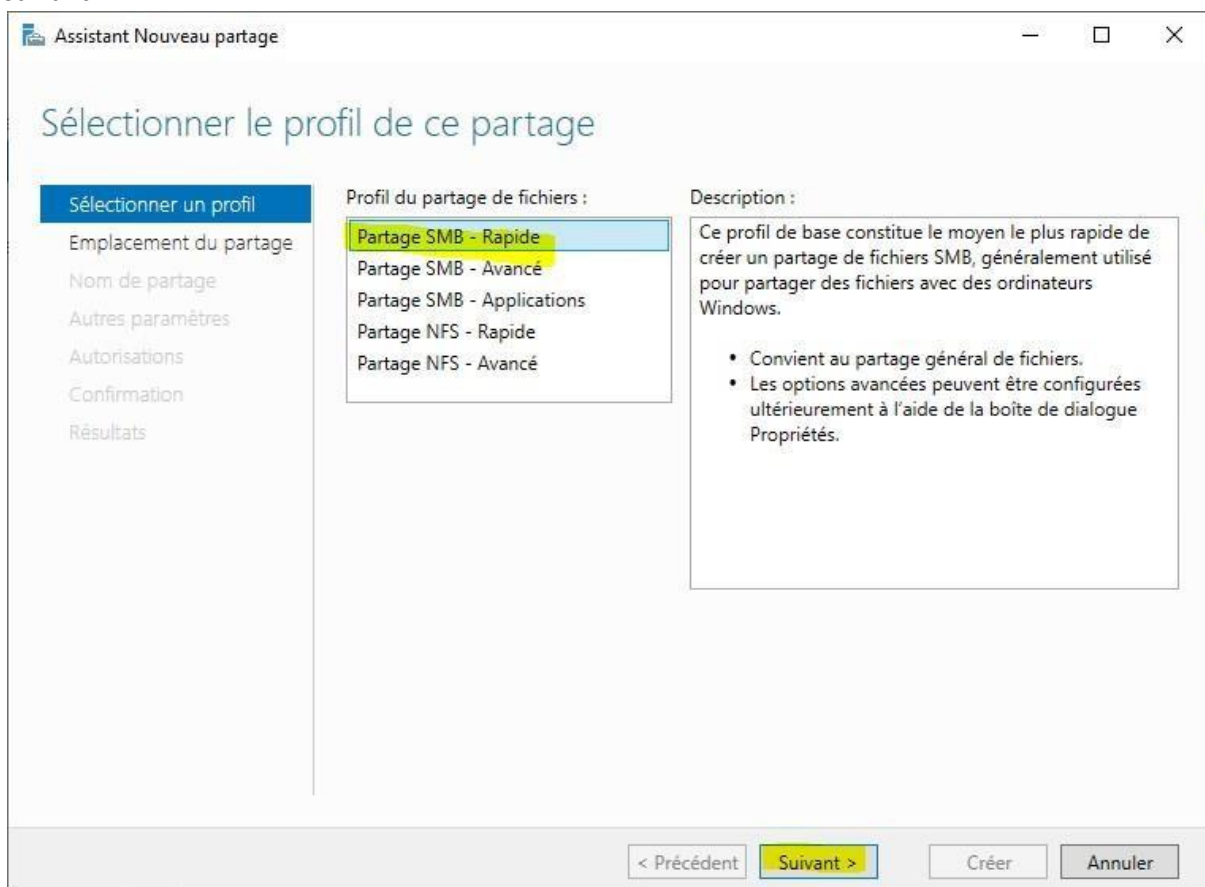 Assistant Nouveau partage
Sélectionner le profil de ce partage
Sélectionner un profil
Emplacement du partage
Nom de partage
Autres paramètres
Autorisations
Confirmation
Résultats
Profil du partage de fichiers :
Partage SMB - Rapide
Partage SMB - Avancé
Partage SMB - Applications
Partage NFS - Rapide
Partage NFS - Avancé
Description :
Ce profil de base constitue le moyen le plus rapide de
créer un partage de fichiers SMB, généralement utilisé
pour partager des fichiers avec des ordinateurs
Windows.
• Convient au partage général de fichiers.
• Les options avancées peuvent être configurées
ultérieurement à l'aide de la boîte de dialogue
Propriétés.
< Précédent
Suivant >
Créer
Annuler